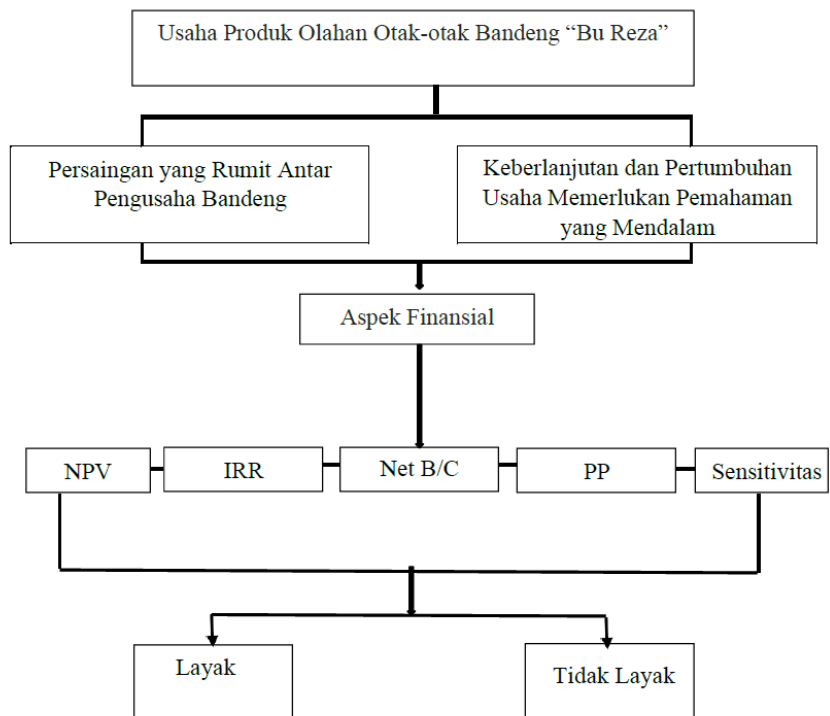 Usaha Produk Olahan Otak-otak Bandeng “Bu Reza”
Persaingan yang Rumit Antar
Pengusaha Bandeng
Keberlanjutan dan Pertumbuhan
Usaha Memerlukan Pemahaman
yang Mendalam
Aspek Finansial
NPV
IRR
Net B/C
PP
Sensitivitas
Layak
Tidak Layak